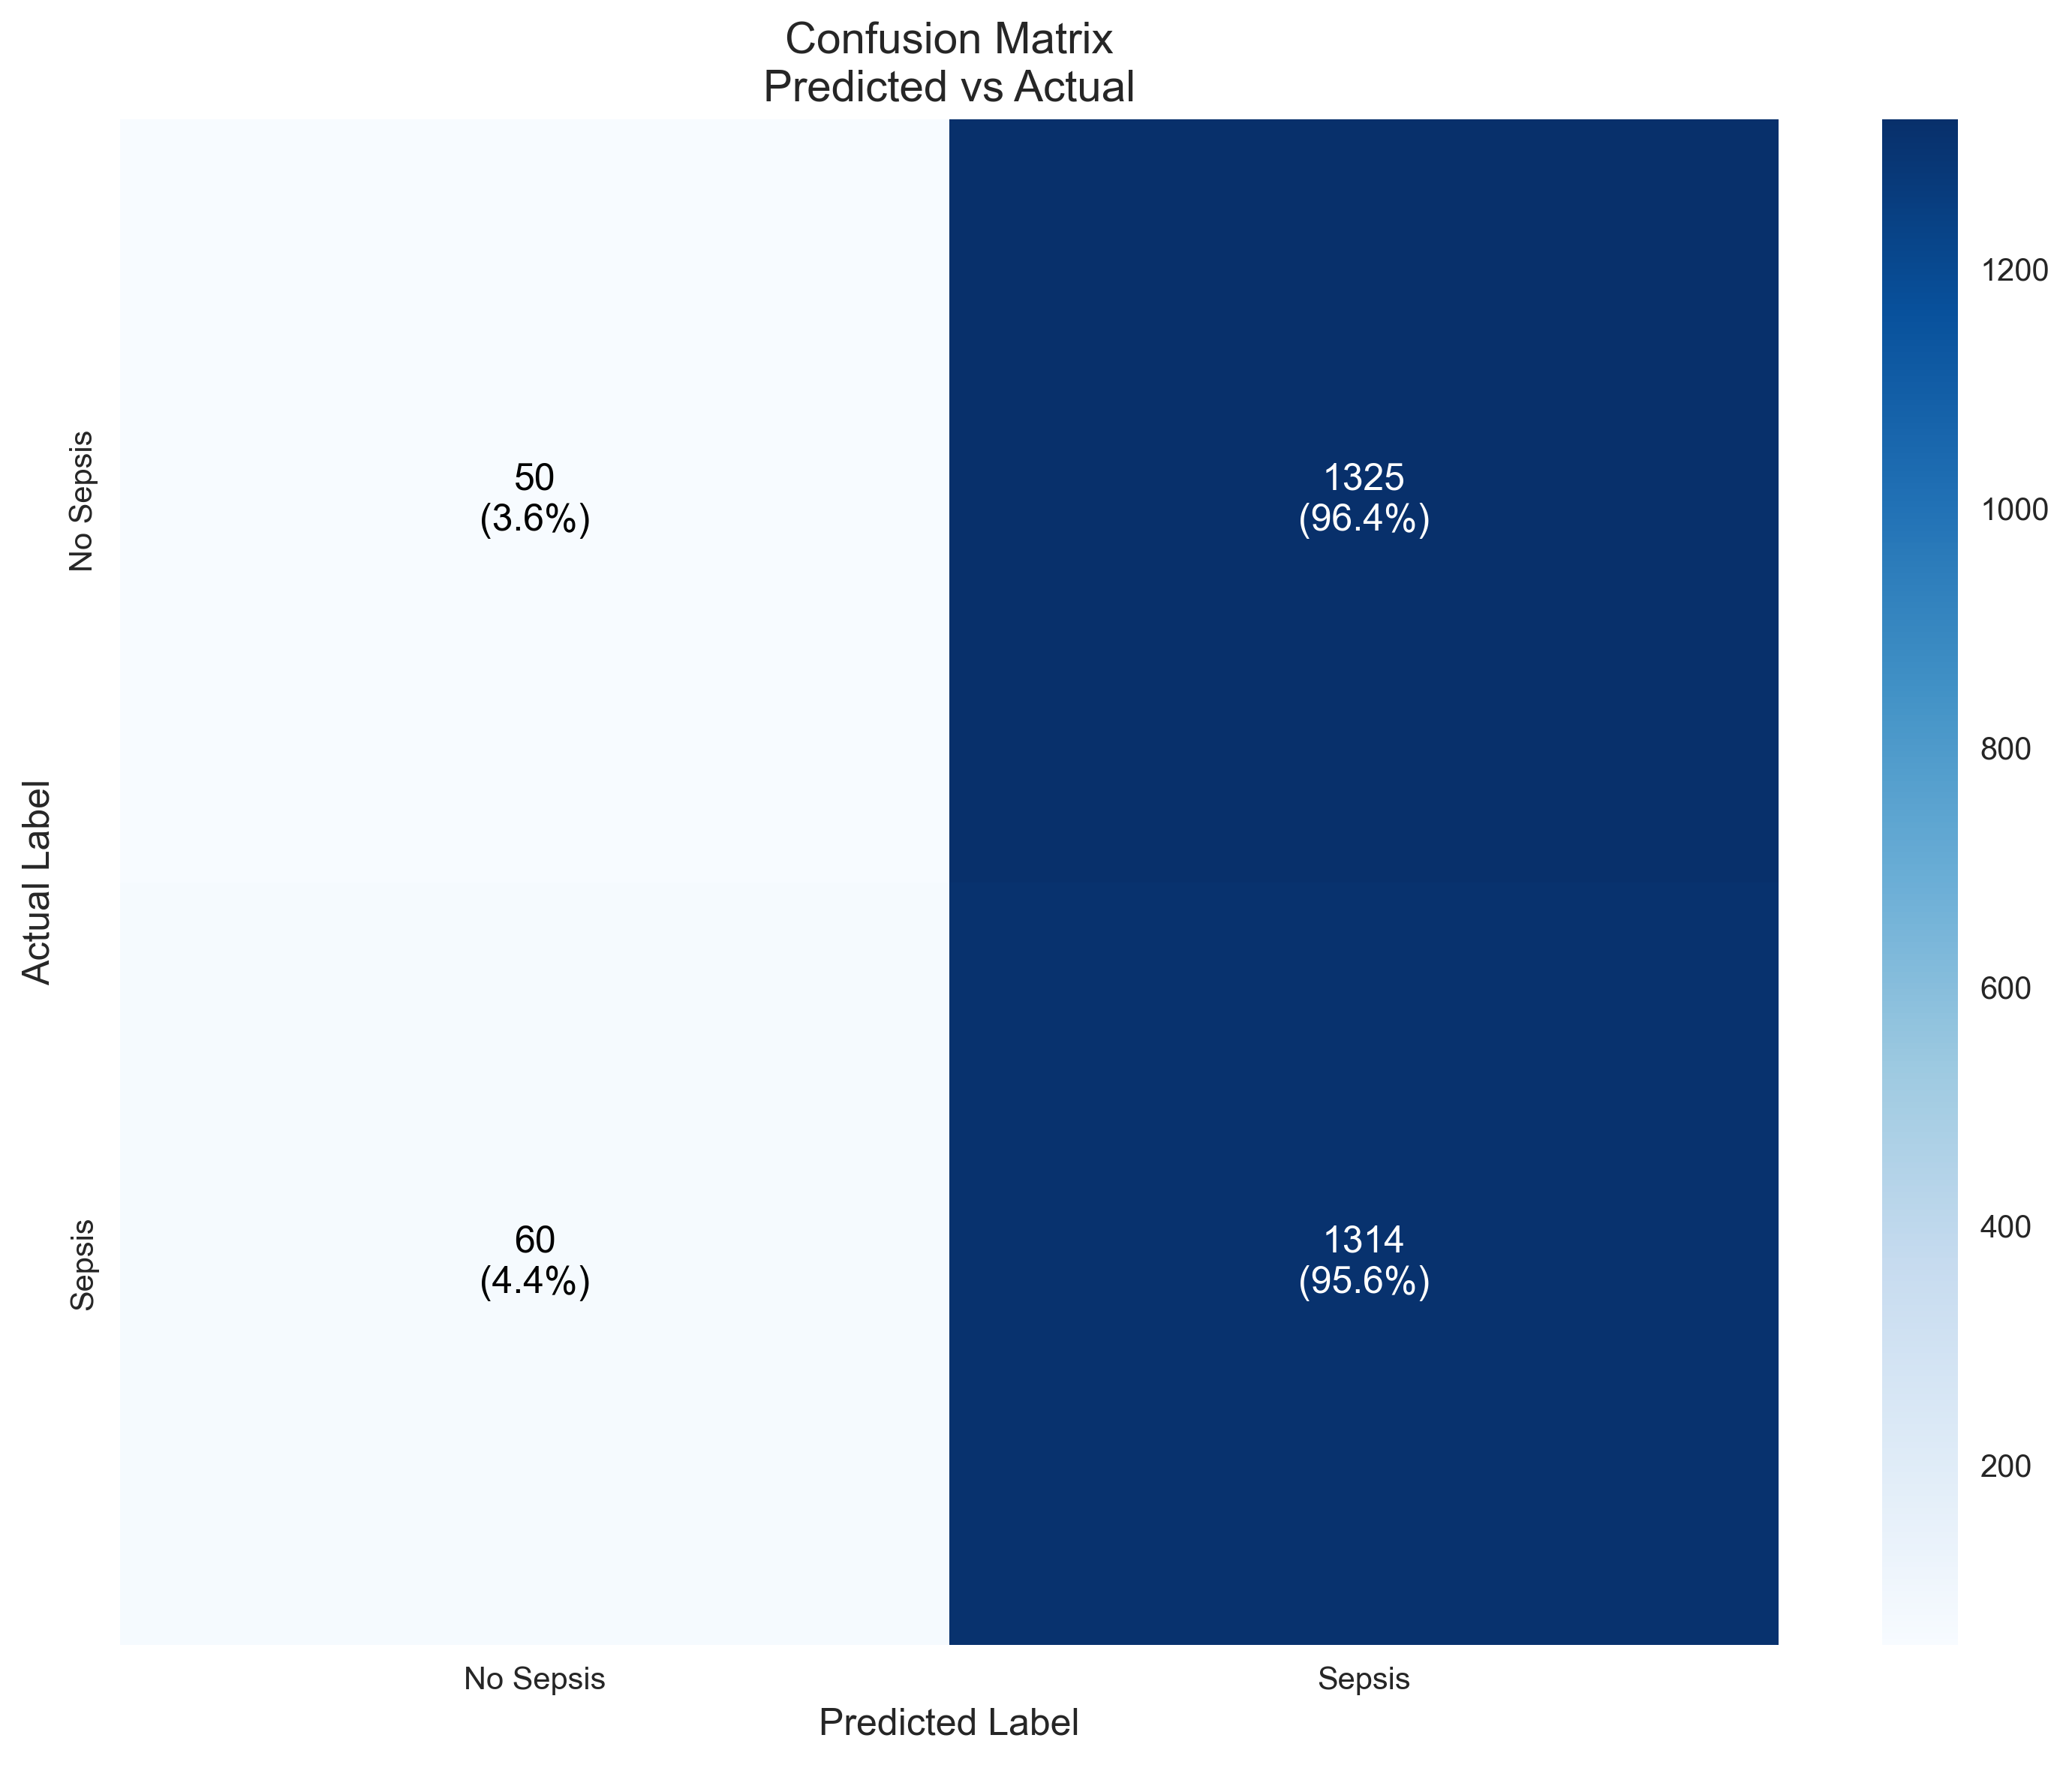 Confusion Matrix
Predicted vs Actual
No Sepsis
50
(3.6%)
1325
(96.4%)
Actual Label
Sepsis
60
(4.4%)
1314
(95.6%)
No Sepsis
Sepsis
Predicted Label
1200
1000
800
600
400
200